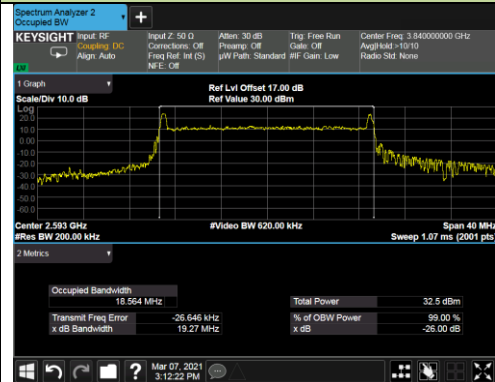 Spectrum Analyzer 2
Occupied BW
KEYSIGHT Input: RF Input Z: 50 Ω Atten: 30 dB Trig: Free Run Center Freq: 3.840000000 GHz
Coupling: DC Corrections: Off Preamp: Off Gate: Off Avg|Hold:>10/10
Align: Auto Freq Ref: Int (S) µW Path: Standard #IF Gain: Low Radio Std: None
NFE: Off
1 Graph
Ref Lvl Offset 17.00 dB
Scale/Div 10.0 dB Ref Value 30.00 dBm
Log
20.0
10.0
0.0
-10.0
-20.0
-30.0
-40.0
-50.0
-60.0
Center 2.593 GHz #Video BW 620.00 kHz Span 40 MHz
#Res BW 200.00 kHz Sweep 1.07 ms (2001 pts)
2 Metrics
Occupied Bandwidth
18.564 MHz Total Power 32.5 dBm
Transmit Freq Error -26.646 kHz % of OBW Power 99.00 %
x dB Bandwidth 19.27 MHz x dB -26.00 dB
Mar 07, 2021
3:12:22 PM